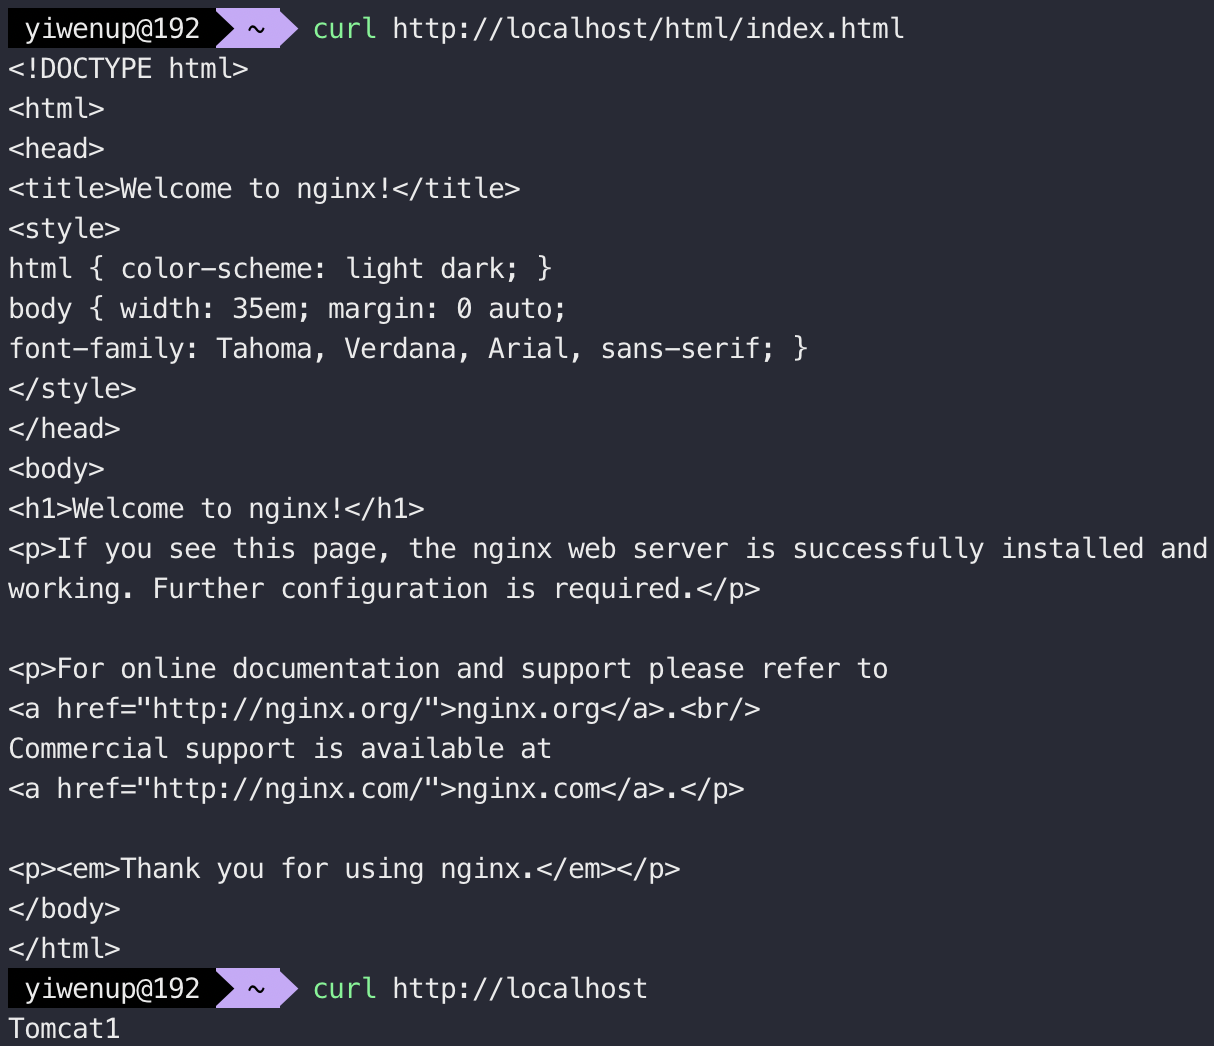 yiwenup@192 ~ curl http://localhost/html/index.html
<!DOCTYPE html>
<html>
<head>
<title>Welcome to nginx!</title>
<style>
html { color-scheme: light dark; }
body { width: 35em; margin: 0 auto;
font-family: Tahoma, Verdana, Arial, sans-serif; }
</style>
</head>
<body>
<h1>Welcome to nginx!</h1>
<p>If you see this page, the nginx web server is successfully installed and
working. Further configuration is required.</p>

<p>For online documentation and support please refer to
<a href="http://nginx.org/">nginx.org</a>.<br/>
Commercial support is available at
<a href="http://nginx.com/">nginx.com</a>.</p>

<p><em>Thank you for using nginx.</em></p>
</body>
</html>
yiwenup@192 ~ curl http://localhost
Tomcat1